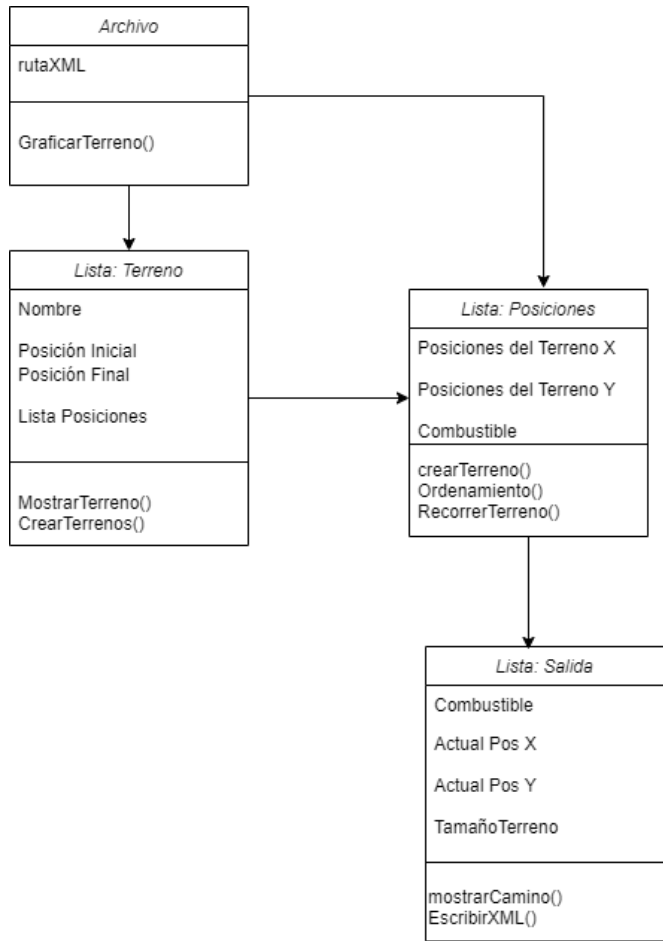 Archivo
rutaXML
GraficarTerreno()
Lista: Terreno
Nombre
Posición Inicial
Posición Final
Lista Posiciones
MostrarTerreno()
CrearTerrenos()
Lista: Posiciones
Posiciones del Terreno X
Posiciones del Terreno Y
Combustible
crearTerreno()
Ordenamiento()
RecorrerTerreno()
Lista: Salida
Combustible
Actual Pos X
Actual Pos Y
TamañoTerreno
mostrarCamino()
EscribirXML()